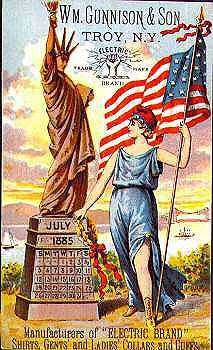 WM. GUNNISON & SON
TROY, N.Y.
ELECTRIC
TRADE MARK
BRAND
JULY
1885
S M T W T F S
Manufacturers of "ELECTRIC BRAND"
SHIRTS, GENTS' AND LADIES' COLLARS AND CUFFS.